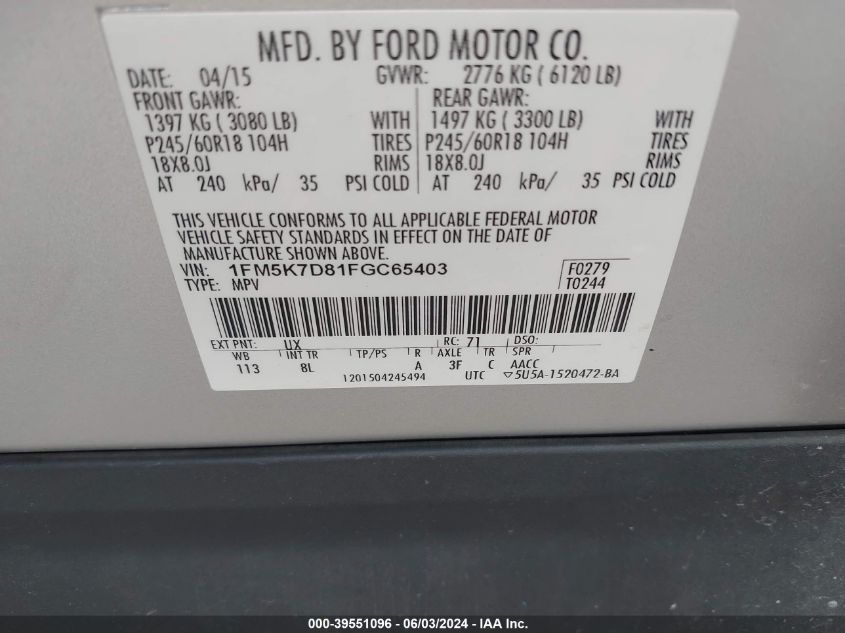 MFD. BY FORD MOTOR CO.
DATE: 04/15 GVWR: 2776 KG ( 6120 LB)
FRONT GAWR: REAR GAWR:
1397 KG ( 3080 LB) WITH 1497 KG ( 3300 LB) WITH
P245/60R18 104H TIRES P245/60R18 104H TIRES
18X8.0J RIMS 18X8.0J RIMS
AT 240 kPa/ 35 PSI COLD AT 240 kPa/ 35 PSI COLD
THIS VEHICLE CONFORMS TO ALL APPLICABLE FEDERAL MOTOR
VEHICLE SAFETY STANDARDS IN EFFECT ON THE DATE OF
MANUFACTURE SHOWN ABOVE.
VIN: 1FM5K7D81FGC65403 F0279
TYPE: MPV T0244
EXT PNT: UX RC: 71 DSO:
WB INT TR TP/PS R AXLE TR SPR
113 8L A 3F C AACC
1201504245494 UTC ▽5U5A-1520472-BA
000-39551096 - 06/03/2024 - IAA Inc.